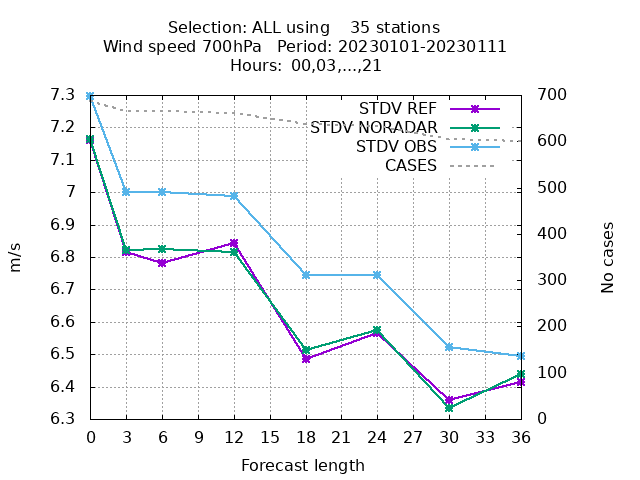 Selection: ALL using    35 stations
Wind speed 700hPa   Period: 20230101-20230111
Hours:  00,03,...,21
7.3
7.2
7.1
7
6.9
6.8
6.7
6.6
6.5
6.4
6.3
m/s
STDV REF
STDV NORADAR
STDV OBS
CASES
700
600
500
400
300
200
100
0
No cases
0 3 6 9 12 15 18 21 24 27 30 33 36
Forecast length